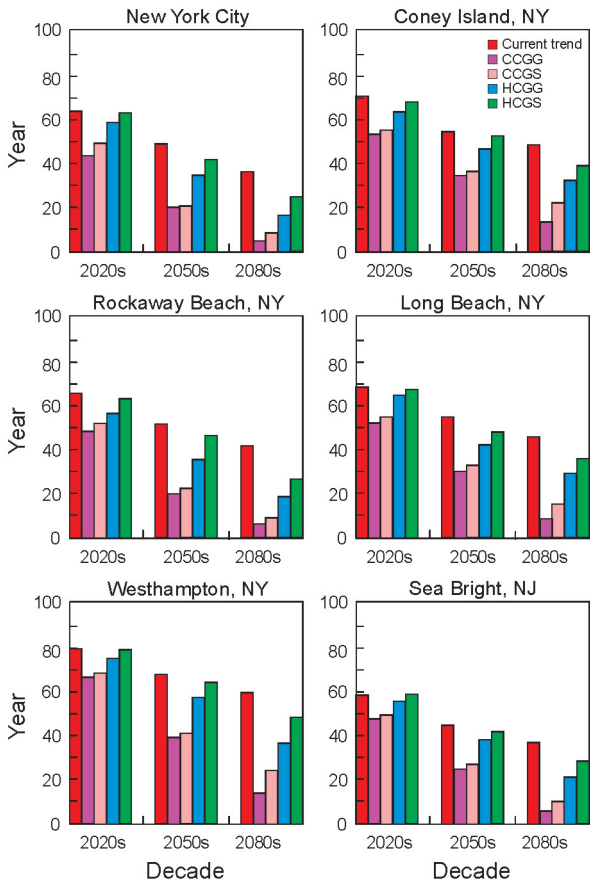 New York City
Coney Island, NY
100
80
60
40
20
0
Year
2020s 2050s 2080s
100
80
60
40
20
0
Current trend
CCGG
CCGS
HCGG
HCGS
2020s 2050s 2080s
Rockaway Beach, NY
Long Beach, NY
100
80
60
40
20
0
Year
2020s 2050s 2080s
100
80
60
40
20
0
2020s 2050s 2080s
Westhampton, NY
Sea Bright, NJ
100
80
60
40
20
0
Year
2020s 2050s 2080s
Decade
100
80
60
40
20
0
2020s 2050s 2080s
Decade